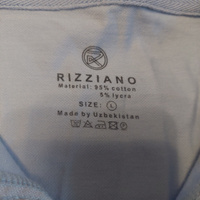 RIZZIANO
Material: 95% cotton
5% lycra
SIZE: L
Made by Uzbekistan